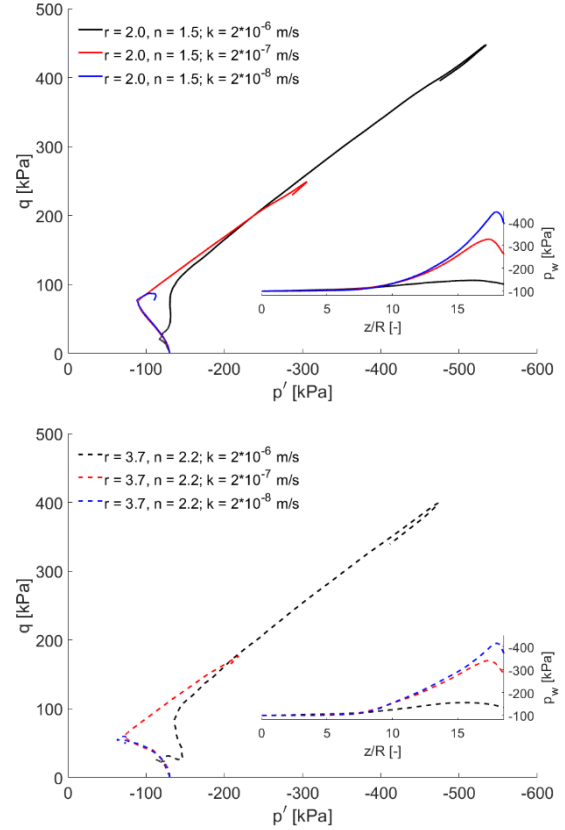 500
r = 2.0, n = 1.5; k = 2*10-6 m/s
r = 2.0, n = 1.5; k = 2*10-7 m/s
r = 2.0, n = 1.5; k = 2*10-8 m/s
400
300
q [kPa]
200
-400
-300
-200
-100
pw [kPa]
100
0 5 10 15
z/R [-]
0
0 -100 -200 -300 -400 -500 -600
p′ [kPa]
500
r = 3.7, n = 2.2; k = 2*10-6 m/s
r = 3.7, n = 2.2; k = 2*10-7 m/s
r = 3.7, n = 2.2; k = 2*10-8 m/s
400
300
q [kPa]
200
-400
-300
-200
-100
pw [kPa]
100
0 5 10 15
z/R [-]
0
0 -100 -200 -300 -400 -500 -600
p′ [kPa]